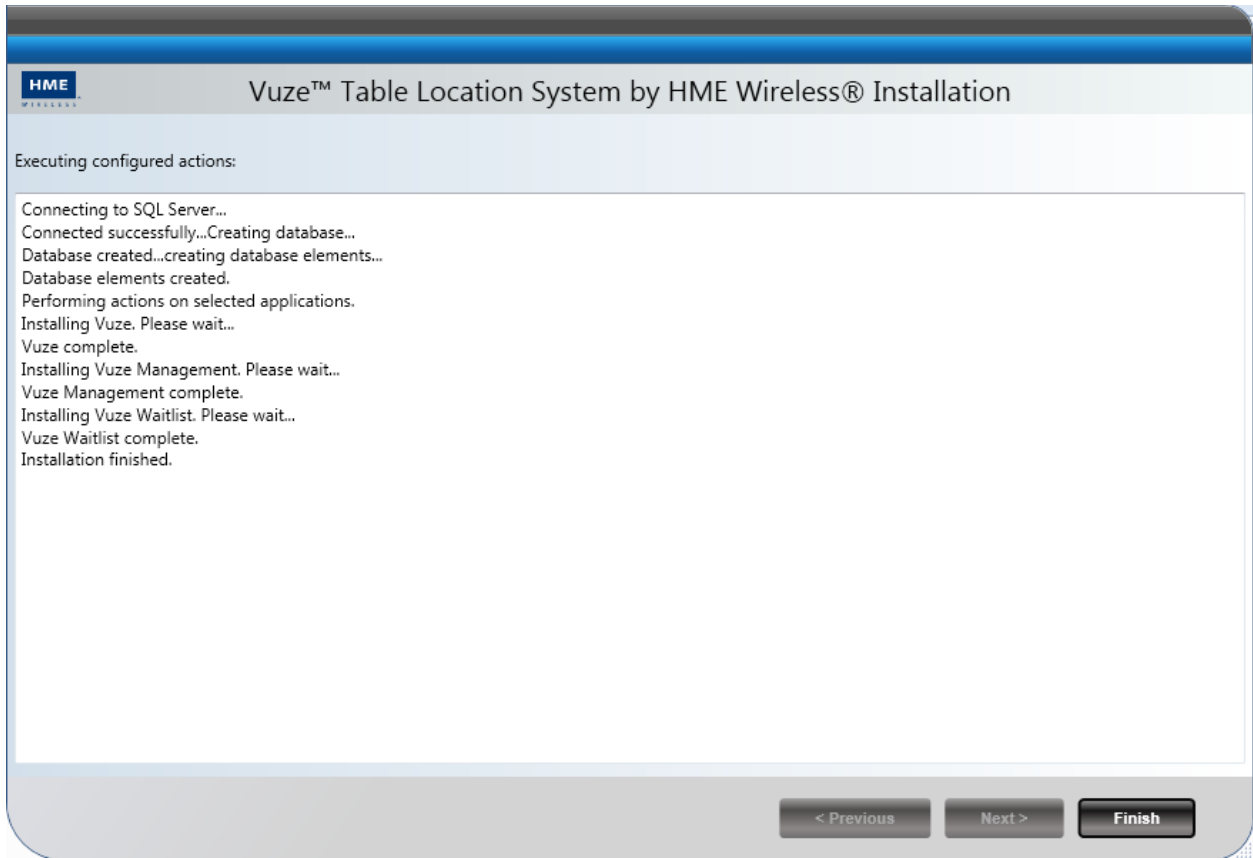 HME
WIRELESS
Vuze™ Table Location System by HME Wireless® Installation
Executing configured actions:
Connecting to SQL Server...
Connected successfully...Creating database...
Database created...creating database elements...
Database elements created.
Performing actions on selected applications.
Installing Vuze. Please wait...
Vuze complete.
Installing Vuze Management. Please wait...
Vuze Management complete.
Installing Vuze Waitlist. Please wait...
Vuze Waitlist complete.
Installation finished.
< Previous Next > Finish